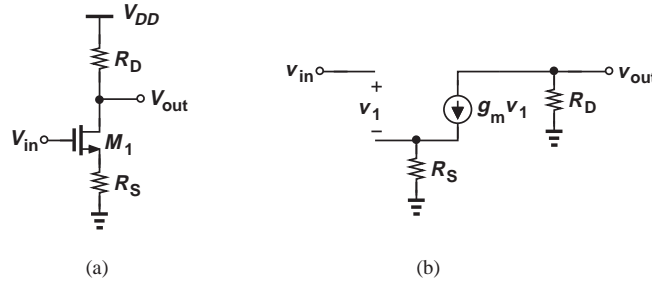 V_DD
R_D
V_out
V_in
M_1
R_S
(a)
v_in
+
v_1
−
g_m v_1
v_out
R_D
R_S
(b)